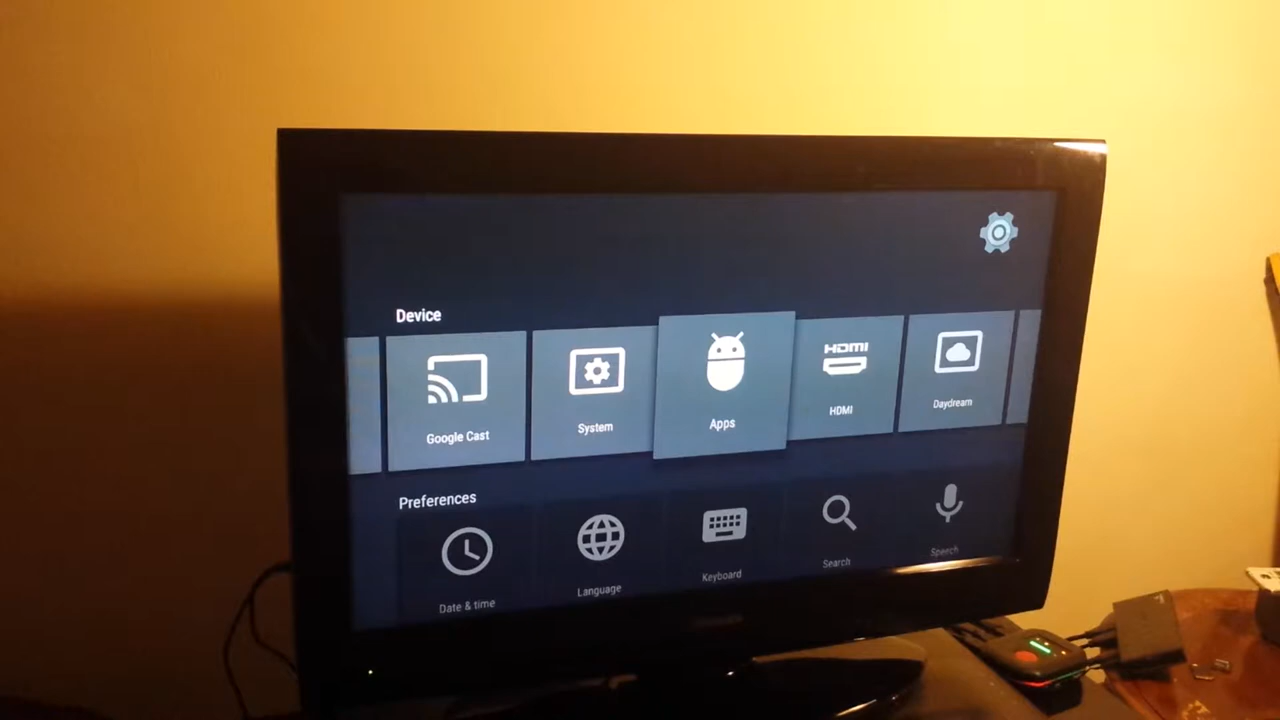 Device
Google Cast
System
Apps
HDMI
HDMI
Daydream
Preferences
Date & time
Language
Keyboard
Search
Speech